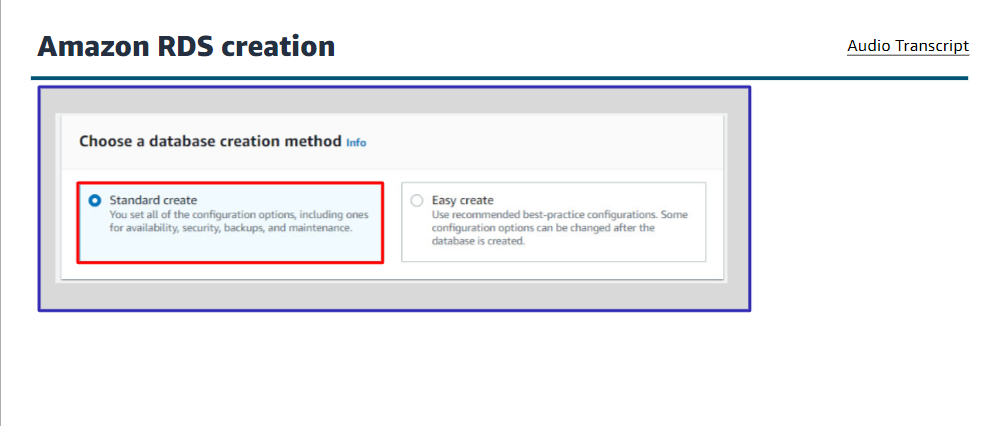 Amazon RDS creation
Audio Transcript
Choose a database creation method Info
Standard create
You set all of the configuration options, including ones
for availability, security, backups, and maintenance.
Easy create
Use recommended best-practice configurations. Some
configuration options can be changed after the
database is created.